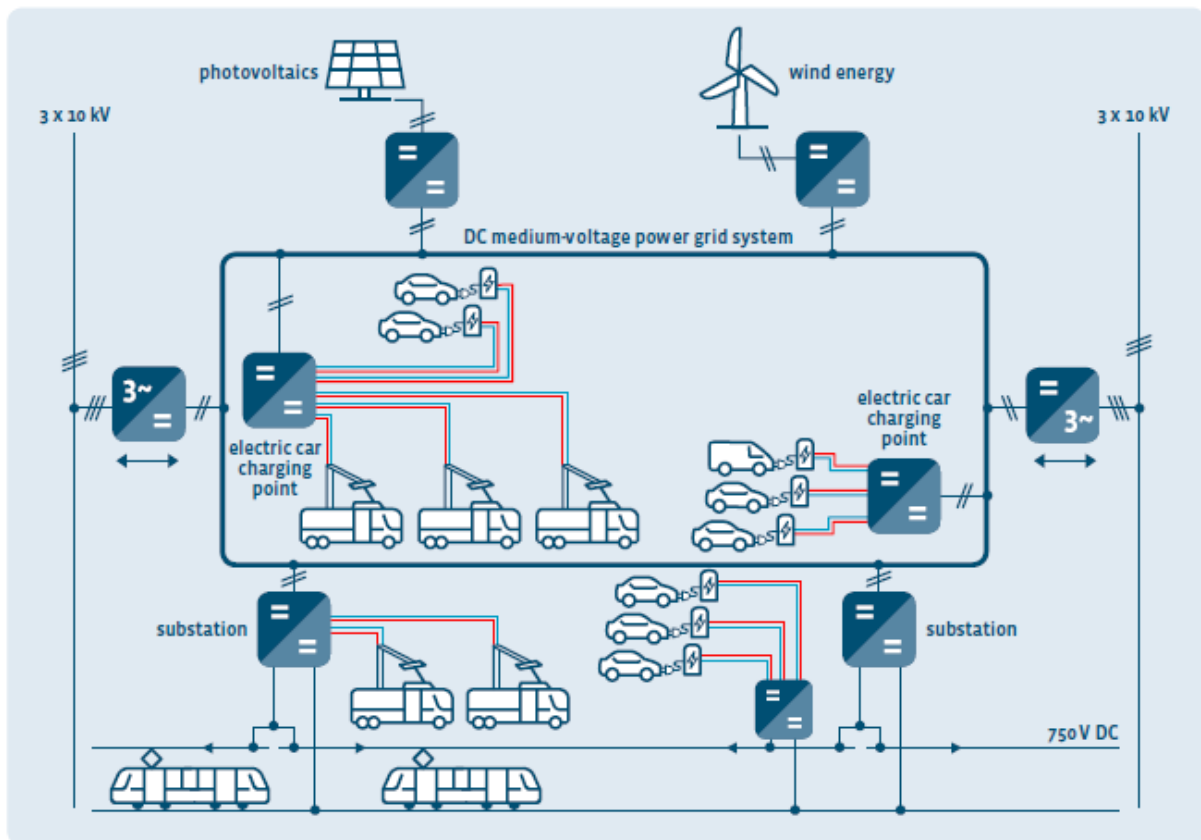 photovoltaics
wind energy
3 x 10 kV
3 x 10 kV
DC medium-voltage power grid system
3~
electric car
charging
point
electric car
charging
point
3~
substation
substation
750 V DC